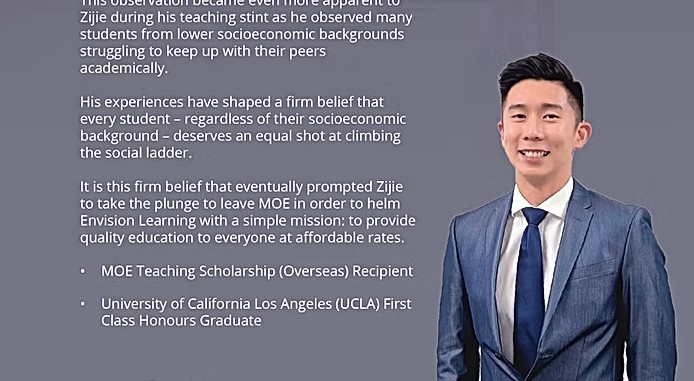 This observation became even more apparent to
Zijie during his teaching stint as he observed many
students from lower socioeconomic backgrounds
struggling to keep up with their peers
academically.
His experiences have shaped a firm belief that
every student – regardless of their socioeconomic
background – deserves an equal shot at climbing
the social ladder.
It is this firm belief that eventually prompted Zijie
to take the plunge to leave MOE in order to helm
Envision Learning with a simple mission: to provide
quality education to everyone at affordable rates.
• MOE Teaching Scholarship (Overseas) Recipient
• University of California Los Angeles (UCLA) First
Class Honours Graduate